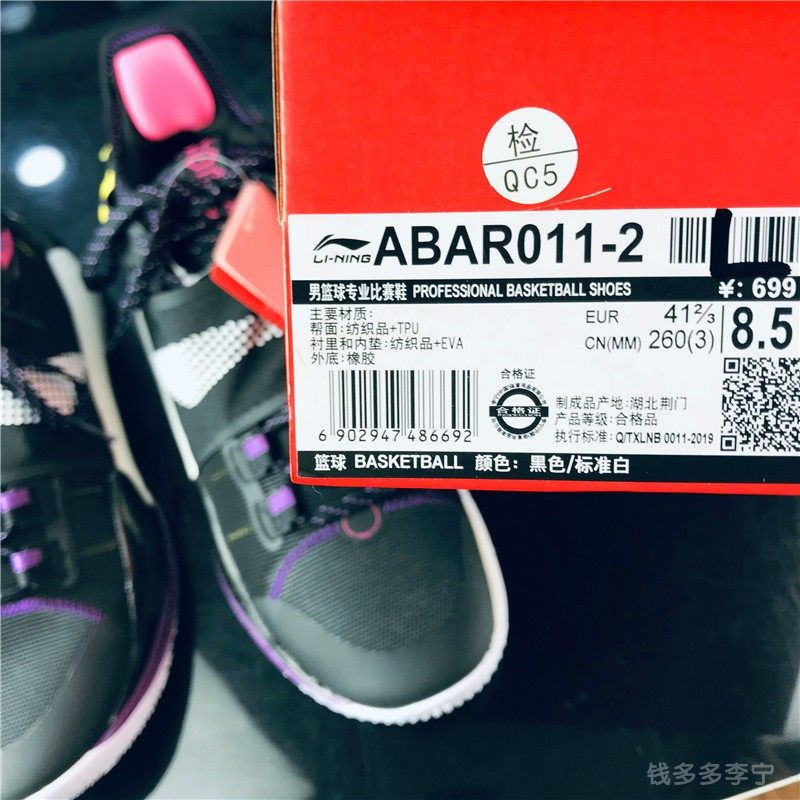 检
QC5
LI-NING ABAR011-2
男篮球专业比赛鞋 PROFESSIONAL BASKETBALL SHOES ¥: 699
主要材质:
帮面: 纺织品+TPU
衬里和内垫: 纺织品+EVA
外底: 橡胶
EUR 41⅔
CN(MM) 260(3)
8.5
合格证
合格证
制成品产地: 湖北荆门
产品等级: 合格品
执行标准: Q/TXLNB 0011-2019
6 902947 486692
篮球 BASKETBALL 颜色: 黑色/标准白
钱多多李宁